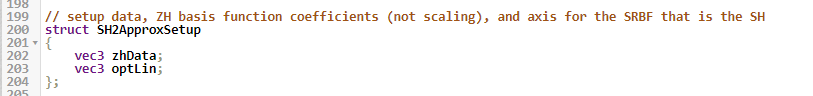 198
199 // setup data, ZH basis function coefficients (not scaling), and axis for the SRBF that is the SH
200 struct SH2ApproxSetup
201 {
202     vec3 zhData;
203     vec3 optLin;
204 };
205